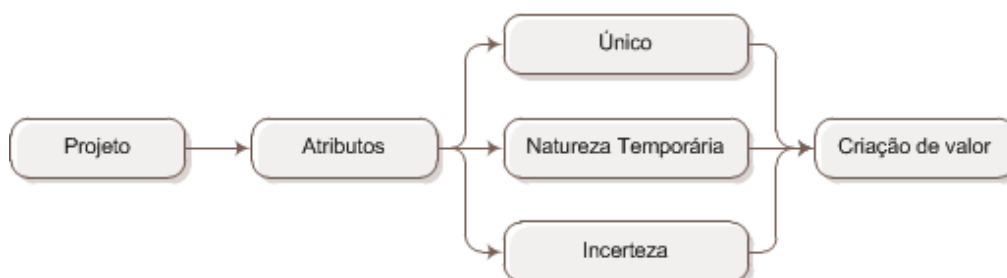 Único
Projeto
Atributos
Natureza Temporária
Criação de valor
Incerteza